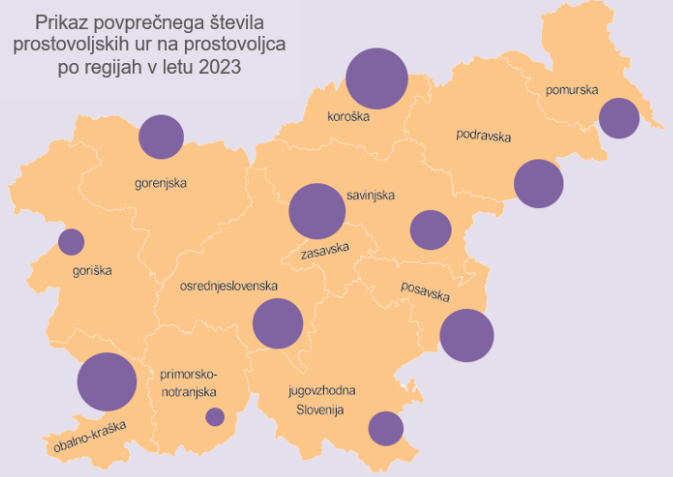 Prikaz povprečnega števila
prostovoljskih ur na prostovoljca
po regijah v letu 2023
pomurska
koroška
podravska
gorenjska
savinjska
zasavska
goriška
osrednjeslovenska
posavska
primorsko-
notranjska
jugovzhodna
Slovenija
obalno-kraška